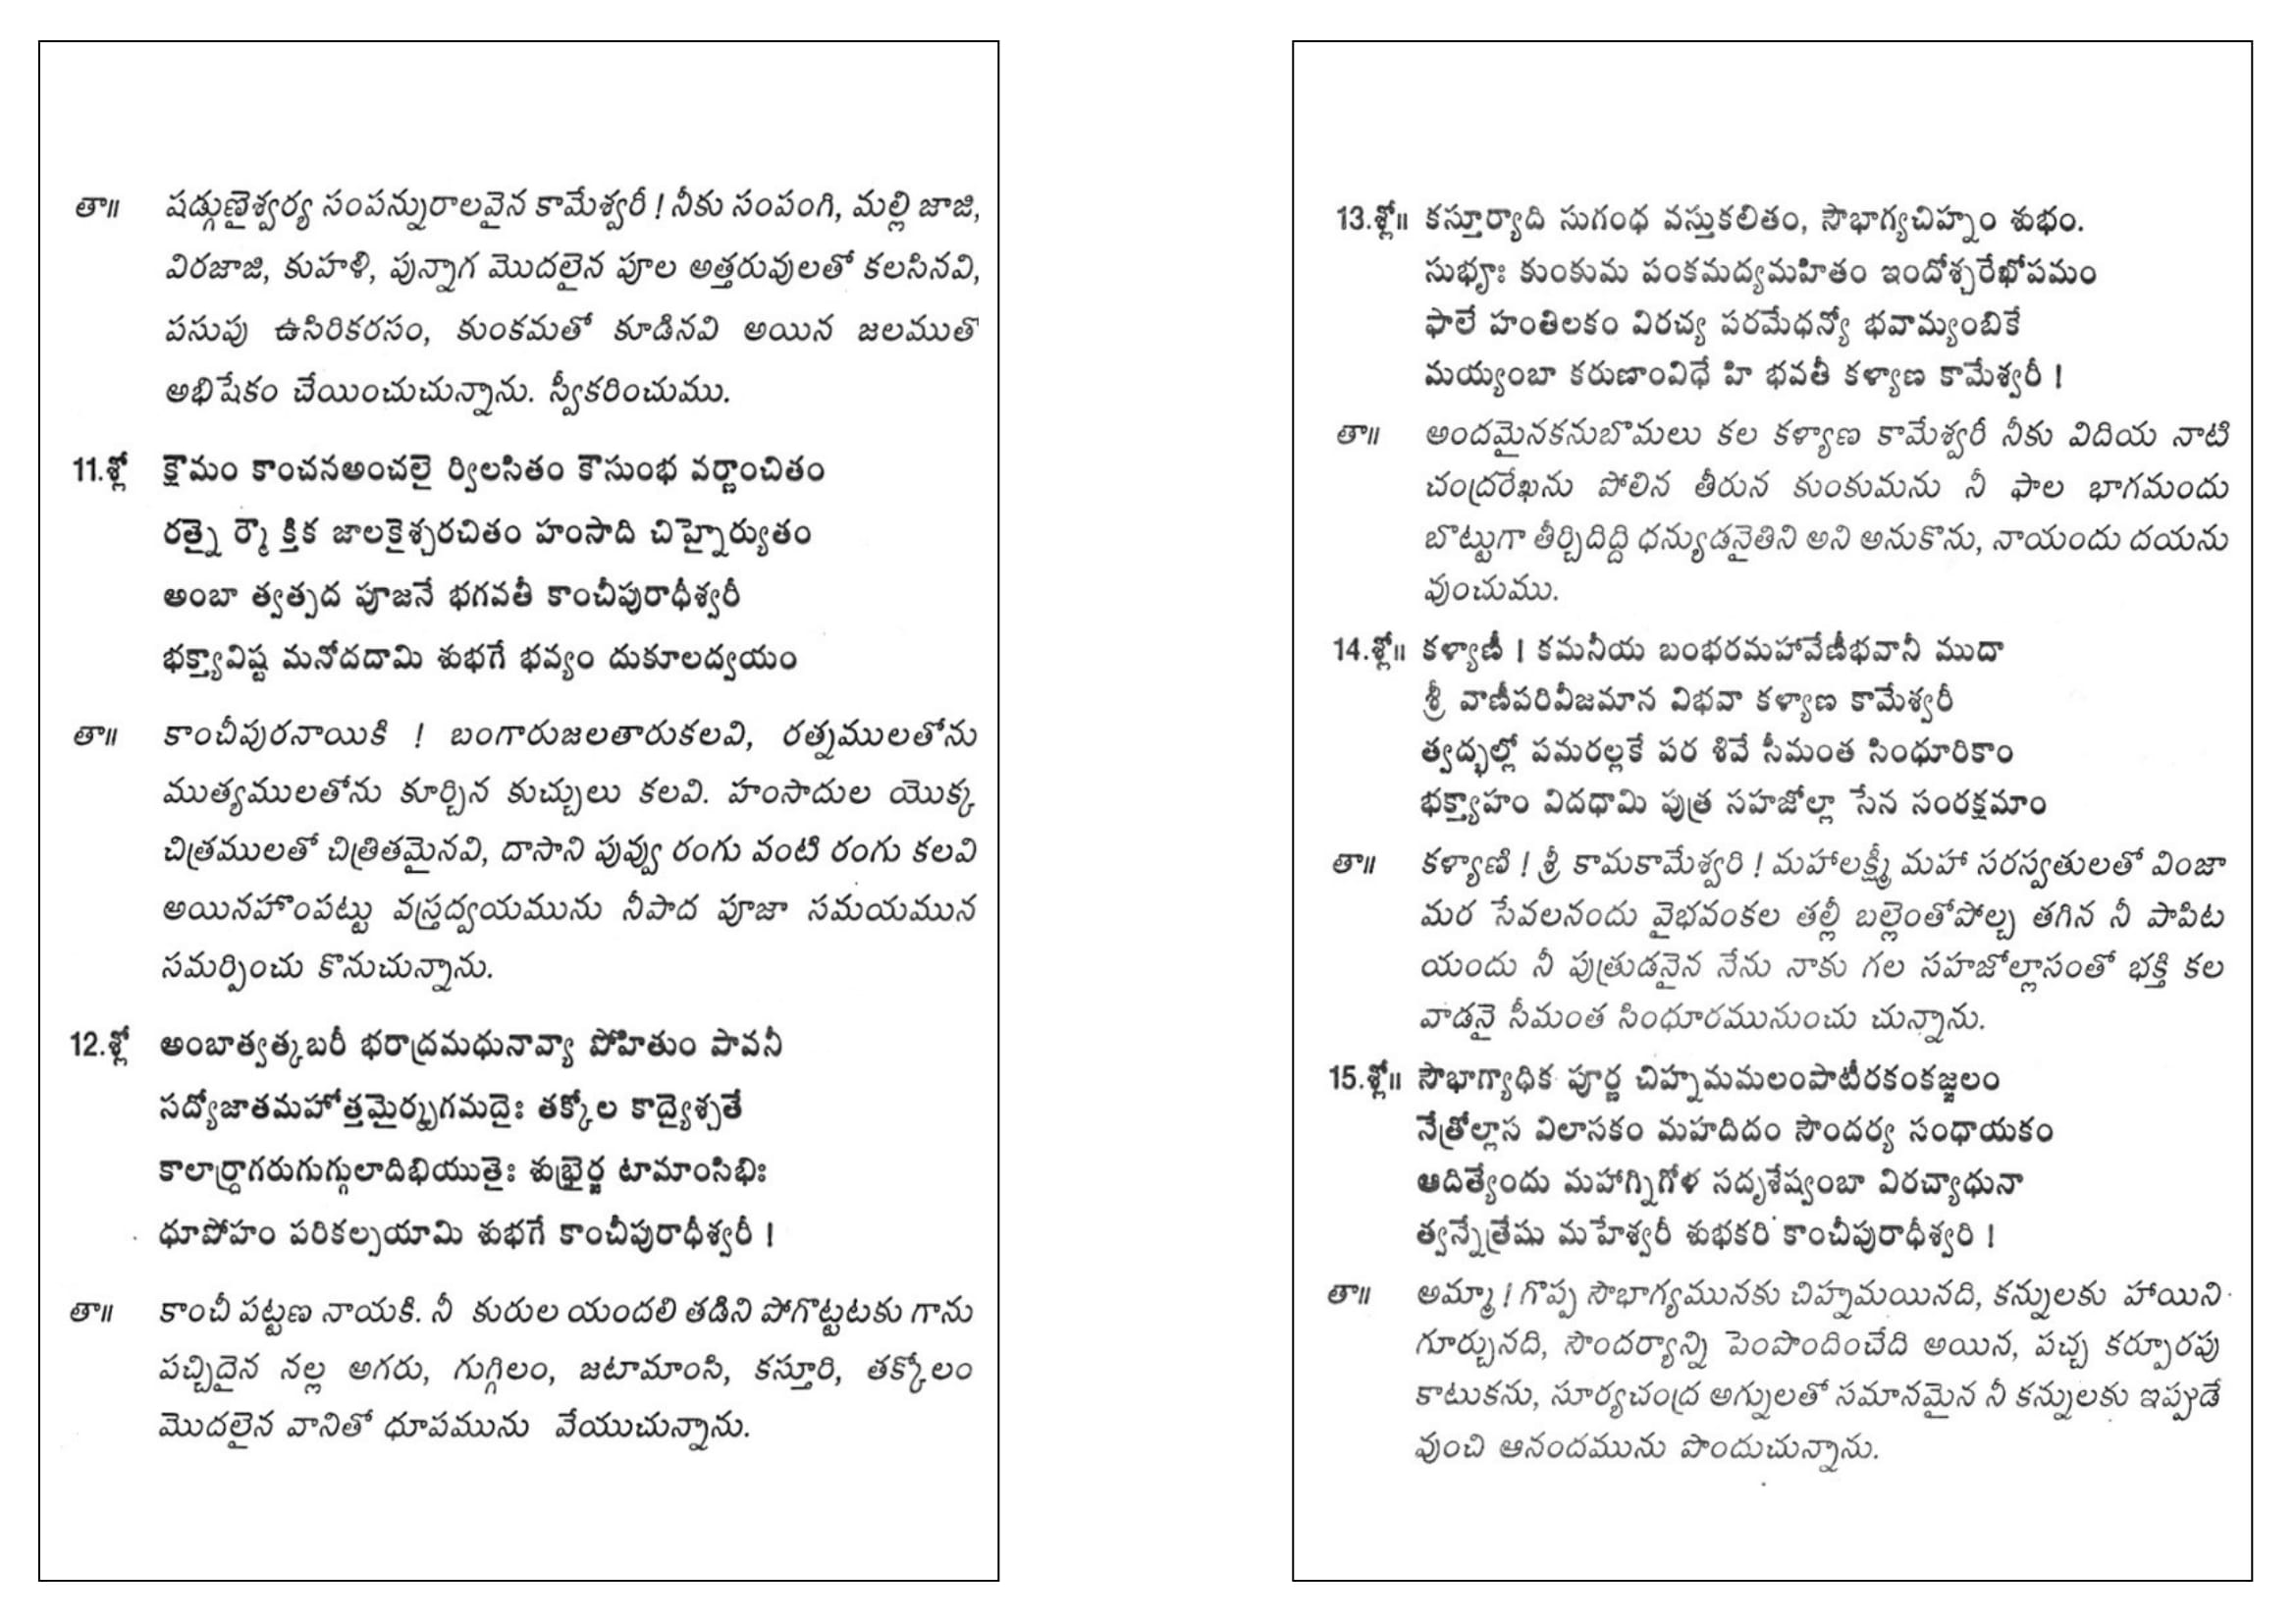 తా॥ షడ్గుణైశ్వర్య సంపన్నురాలవైన కామేశ్వరీ ! నీకు సంపంగి, మల్లి జాజి,
విరజాజి, కుహళి, పున్నాగ మొదలైన పూల అత్తరువులతో కలసినవి,
పసుపు ఉసిరికరసం, కుంకమతో కూడినవి అయిన జలముతో
అభిషేకం చేయించుచున్నాను. స్వీకరించుము.
11.శ్లో క్షౌమం కాంచనఅంచలై ర్విలసితం కౌసుంభ వర్ణాంచితం
రత్నై ర్మౌ క్తిక జాలకైశ్చరచితం హంసాది చిహ్నైర్యుతం
అంబా త్వత్పద పూజనే భగవతీ కాంచీపురాధీశ్వరీ
భక్త్యావిష్ట మనోదదామి శుభగే భవ్యం దుకూలద్వయం
తా॥ కాంచీపురనాయికి ! బంగారుజలతారుకలవి, రత్నములతోను
ముత్యములతోను కూర్చిన కుచ్చులు కలవి. హంసాదుల యొక్క
చిత్రములతో చిత్రితమైనవి, దాసాని పువ్వు రంగు వంటి రంగు కలవి
అయినహొంపట్టు వస్త్రద్వయమును నీపాద పూజా సమయమున
సమర్పించు కొనుచున్నాను.
12.శ్లో అంబాత్వత్కబరీ భరార్ద్రమధునావ్యా పోహితుం పావనీ
సద్యోజాతమహోత్తమైర్మృగమదైః తక్కోల కాద్యైశ్చతే
కాలార్ద్రాగరుగుగ్గులాదిభియుతైః శుభ్రైర్జ టామాంసిభిః
ధూపోహం పరికల్పయామి శుభగే కాంచీపురాధీశ్వరీ !
తా॥ కాంచీ పట్టణ నాయకి. నీ కురుల యందలి తడిని పోగొట్టటకు గాను
పచ్చిదైన నల్ల అగరు, గుగ్గిలం, జటామాంసి, కస్తూరి, తక్కోలం
మొదలైన వానితో ధూపమును వేయుచున్నాను.
13.శ్లో॥ కస్తూర్యాది సుగంధ వస్తుకలితం, సౌభాగ్యచిహ్నం శుభం.
సుభ్రూః కుంకుమ పంకమద్యమహితం ఇందోశ్చరేఖోపమం
ఫాలే హంతిలకం విరచ్య పరమేధన్యో భవామ్యంబికే
మయ్యంబా కరుణాంవిధే హి భవతీ కళ్యాణ కామేశ్వరీ !
తా॥ అందమైనకనుబొమలు కల కళ్యాణ కామేశ్వరీ నీకు విదియ నాటి
చంద్రరేఖను పోలిన తీరున కుంకుమను నీ ఫాల భాగమందు
బొట్టుగా తీర్చిదిద్ది ధన్యుడనైతిని అని అనుకొను, నాయందు దయను
వుంచుము.
14.శ్లో॥ కళ్యాణీ । కమనీయ బంభరమహావేణీభవానీ ముదా
శ్రీ వాణీపరివీజమాన విభవా కళ్యాణ కామేశ్వరీ
త్వద్భల్లో పమరల్లకే పర శివే సీమంత సింధూరికాం
భక్త్యాహం విదధామి పుత్ర సహజోల్లా సేన సంరక్షమాం
తా॥ కళ్యాణి ! శ్రీ కామకామేశ్వరి ! మహాలక్ష్మీ మహా సరస్వతులతో వింజా
మర సేవలనందు వైభవంకల తల్లీ బల్లెంతోపోల్చ తగిన నీ పాపిట
యందు నీ పుత్రుడనైన నేను నాకు గల సహజోల్లాసంతో భక్తి కల
వాడనై సీమంత సింధూరమునుంచు చున్నాను.
15.శ్లో॥ సౌభాగ్యాధిక పూర్ణ చిహ్నమమలంపాటీరకంకజ్జలం
నేత్రోల్లాస విలాసకం మహదిదం సౌందర్య సంధాయకం
ఆదిత్యేందు మహాగ్నిగోళ సదృశేష్వంబా విరచ్యాధునా
త్వన్నేత్రేషు మహేశ్వరీ శుభకరి కాంచీపురాధీశ్వరి !
తా॥ అమ్మా ! గొప్ప సౌభాగ్యమునకు చిహ్నమయినది, కన్నులకు హాయిని
గూర్చునది, సౌందర్యాన్ని పెంపొందించేది అయిన, పచ్చ కర్పూరపు
కాటుకను, సూర్యచంద్ర అగ్నులతో సమానమైన నీ కన్నులకు ఇప్పుడే
వుంచి ఆనందమును పొందుచున్నాను.